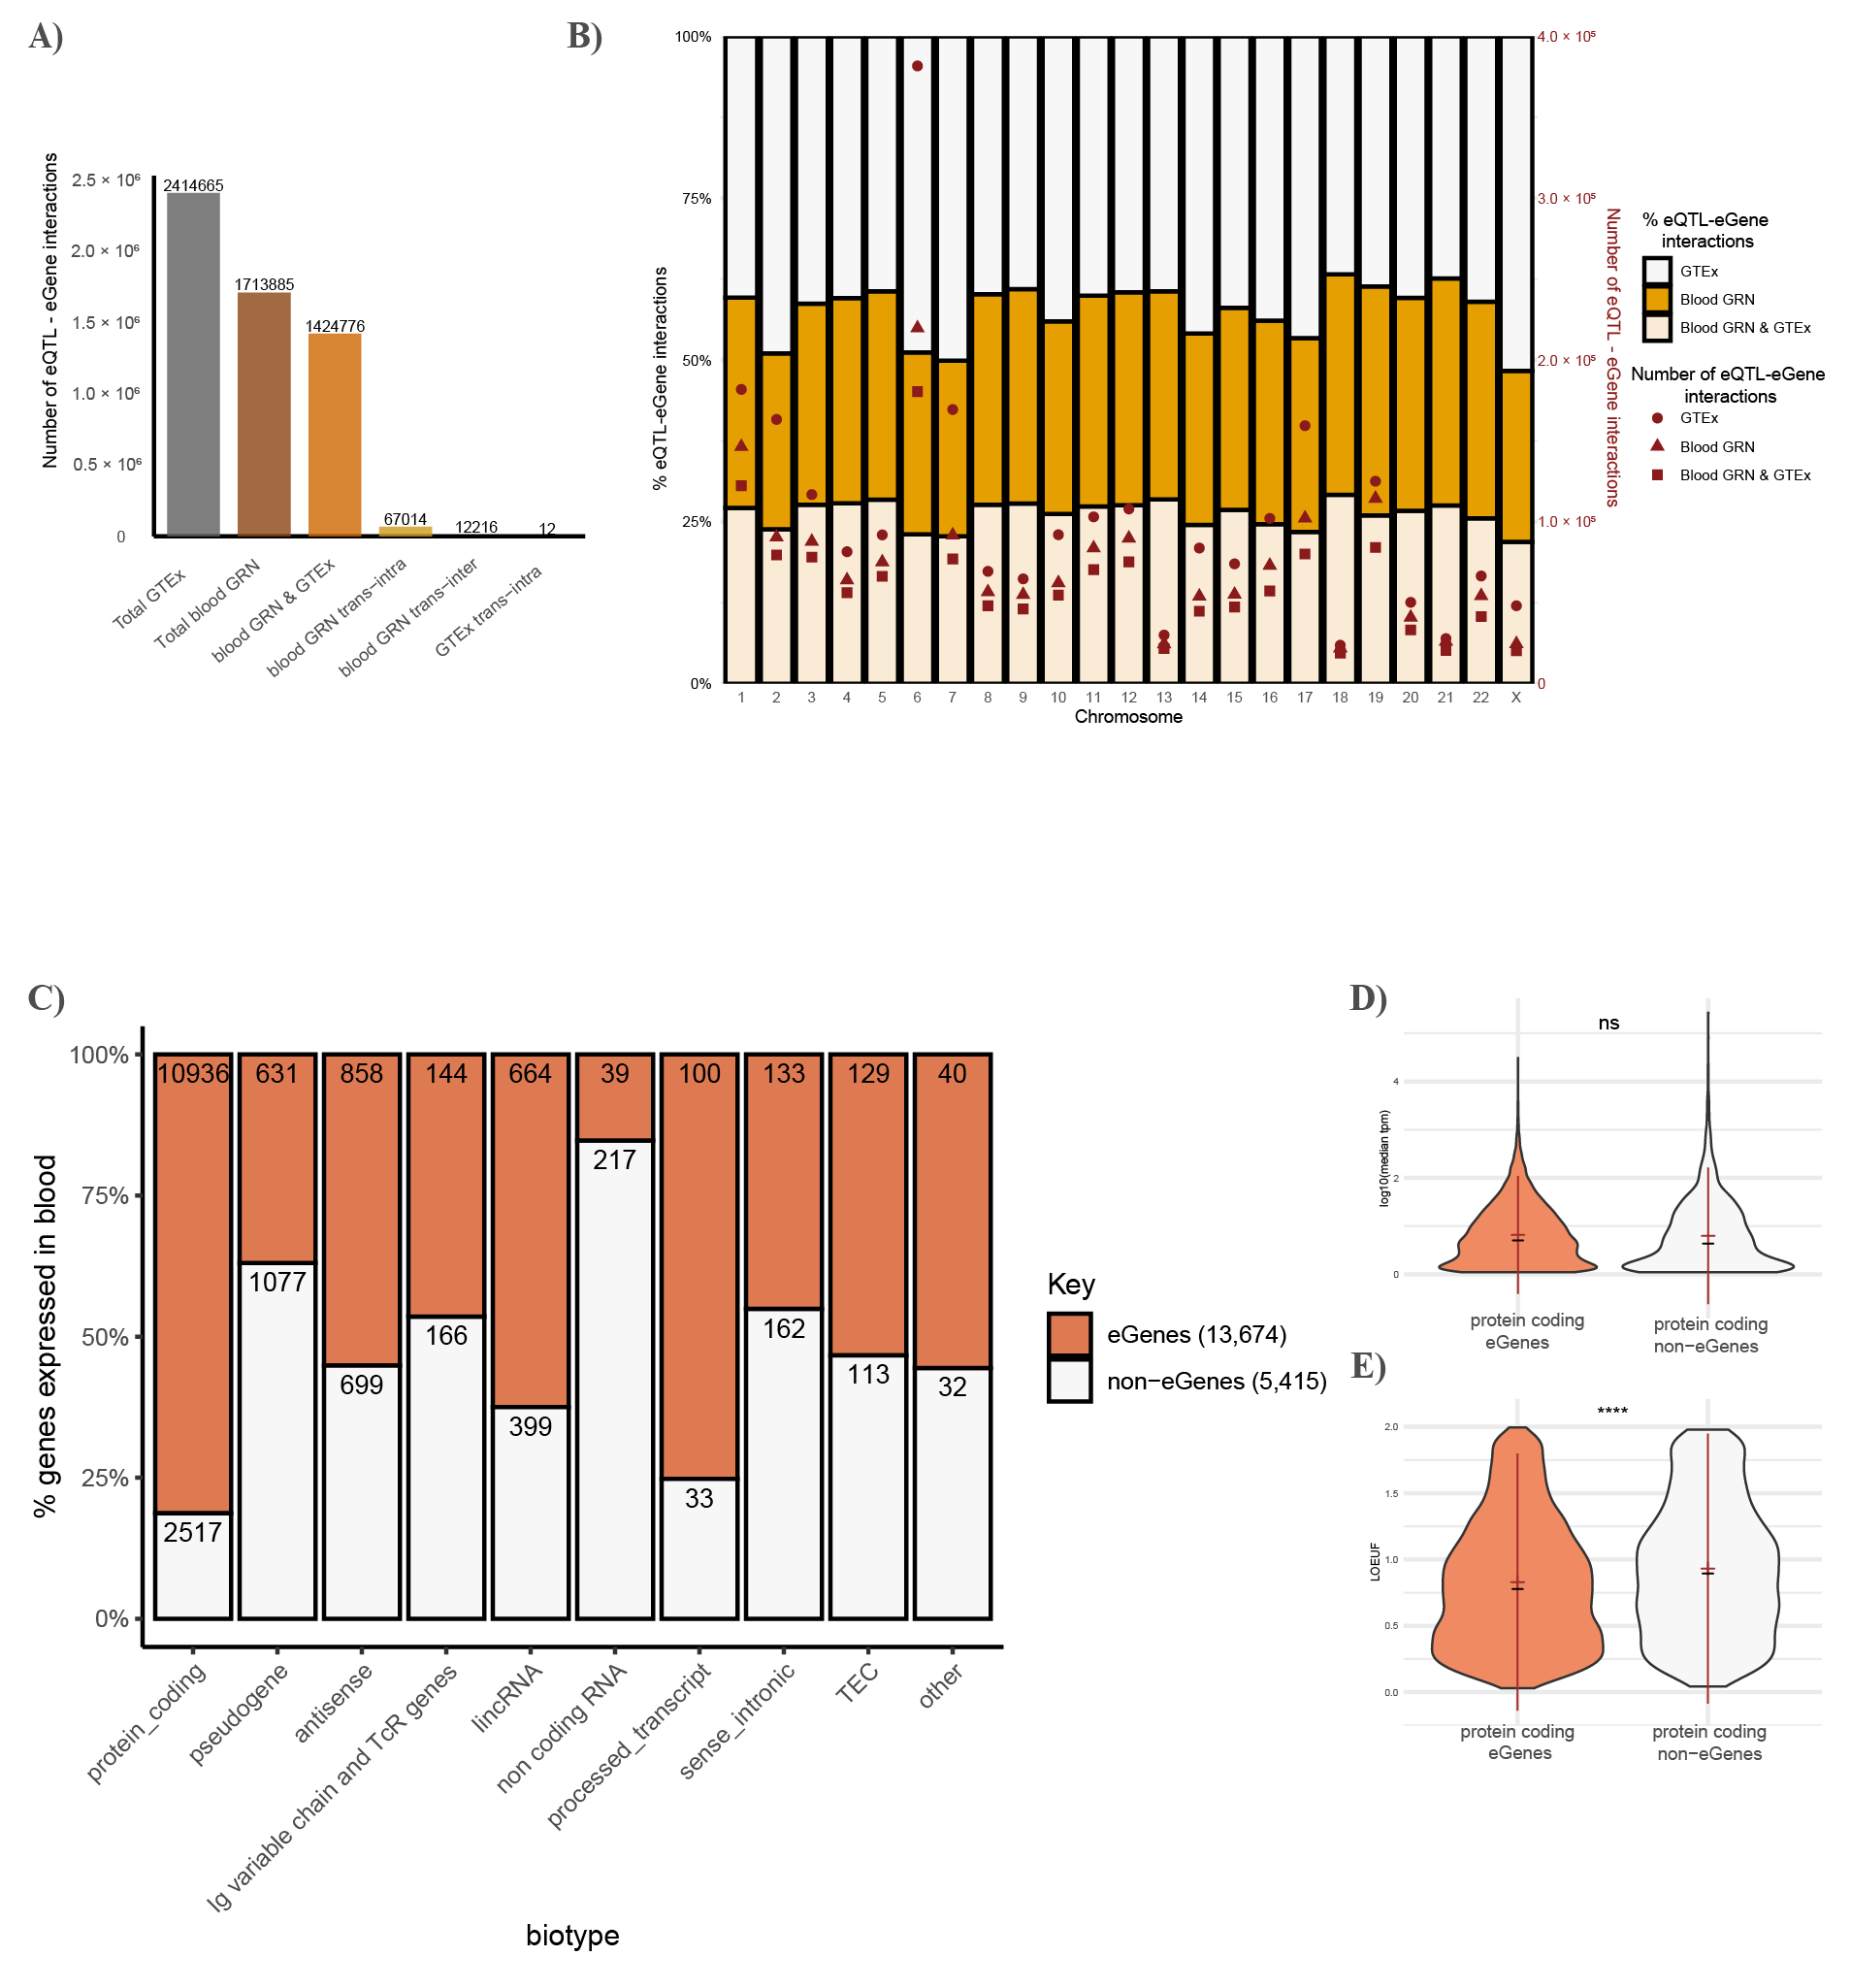 A)
Number of eQTL - eGene interactions
2.5 × 10⁶
2.0 × 10⁶
1.5 × 10⁶
1.0 × 10⁶
0.5 × 10⁶
0
2414665
1713885
1424776
67014
12216
12
Total GTEx
Total blood GRN
blood GRN & GTEx
blood GRN trans−intra
blood GRN trans−inter
GTEx trans−intra
B)
% eQTL-eGene interactions
100%
75%
50%
25%
0%
4.0 × 10⁵
3.0 × 10⁵
2.0 × 10⁵
1.0 × 10⁵
0
Number of eQTL - eGene interactions
1 2 3 4 5 6 7 8 9 10 11 12 13 14 15 16 17 18 19 20 21 22 X
Chromosome
% eQTL-eGene
interactions
GTEx
Blood GRN
Blood GRN & GTEx
Number of eQTL-eGene
interactions
GTEx
Blood GRN
Blood GRN & GTEx
C)
% genes expressed in blood
100%
75%
50%
25%
0%
10936 631 858 144 664 39 100 133 129 40
2517 1077 699 166 399 217 33 162 113 32
protein_coding
pseudogene
antisense
Ig variable chain and TcR genes
lincRNA
non coding RNA
processed_transcript
sense_intronic
TEC
other
biotype
Key
eGenes (13,674)
non−eGenes (5,415)
D)
ns
log10(median tpm)
4
2
0
protein coding
eGenes
protein coding
non−eGenes
E)
****
LOEUF
2.0
1.5
1.0
0.5
0.0
protein coding
eGenes
protein coding
non−eGenes